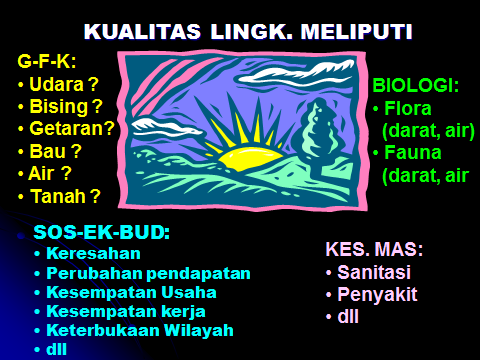 KUALITAS LINGK. MELIPUTI
G-F-K:
• Udara ?
• Bising ?
• Getaran?
• Bau ?
• Air ?
• Tanah ?
BIOLOGI:
• Flora
(darat, air)
• Fauna
(darat, air
SOS-EK-BUD:
• Keresahan
• Perubahan pendapatan
• Kesempatan Usaha
• Kesempatan kerja
• Keterbukaan Wilayah
• dll
KES. MAS:
• Sanitasi
• Penyakit
• dll